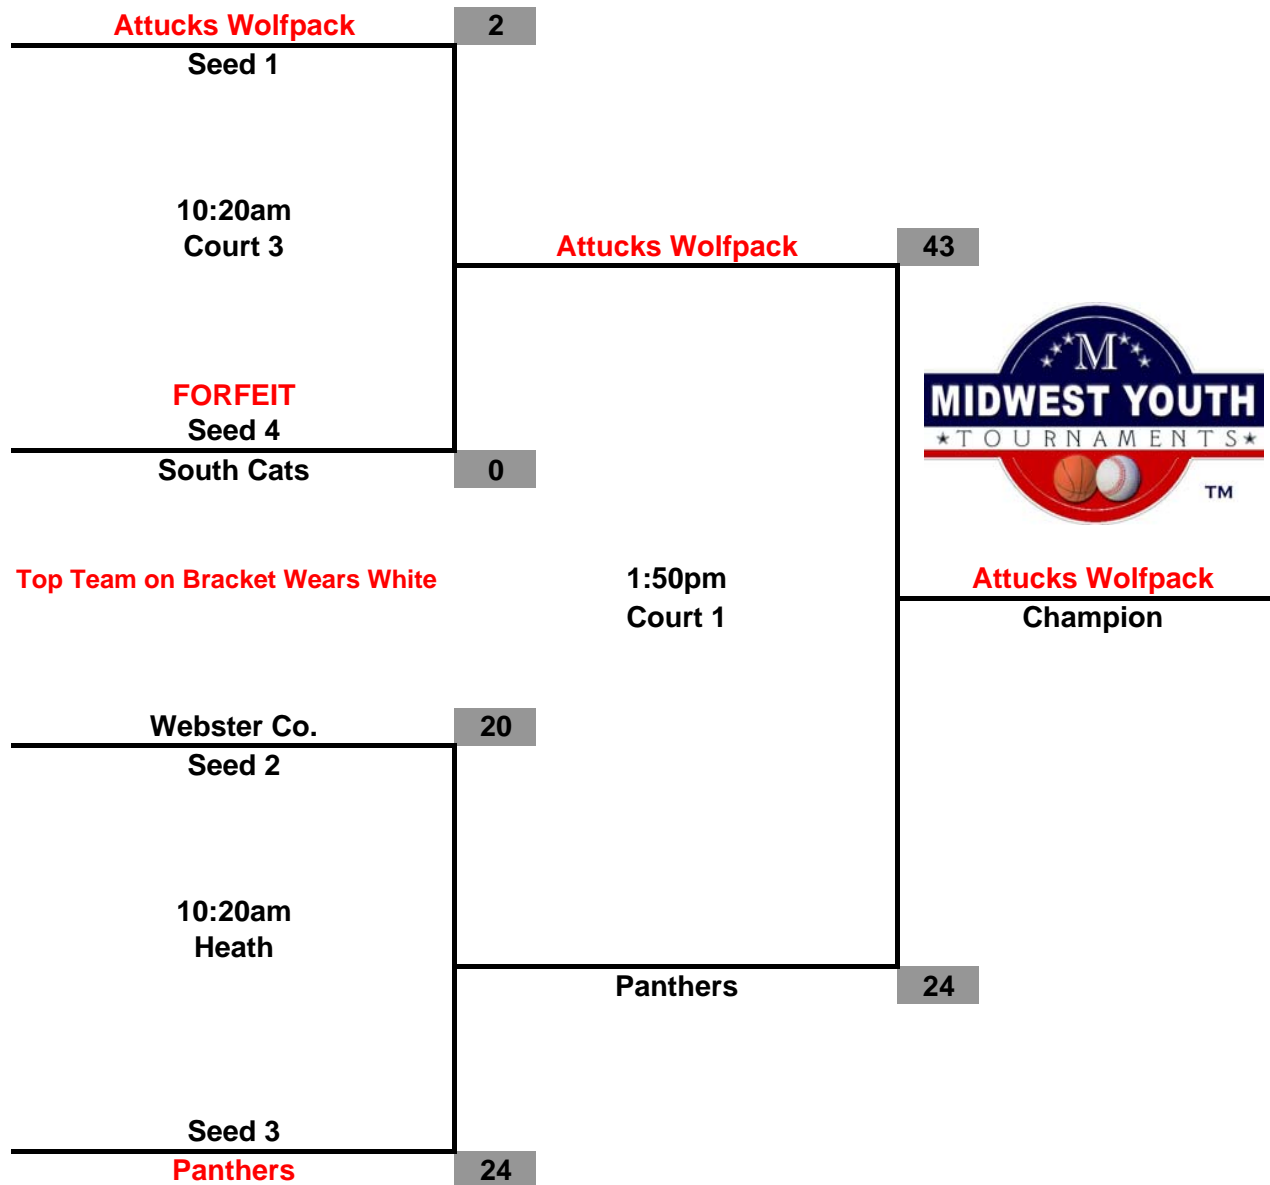 Attucks Wolfpack 2
Seed 1
10:20am
Court 3
Attucks Wolfpack 43
FORFEIT
Seed 4
South Cats 0
M
MIDWEST YOUTH
★TOURNAMENTS★
TM
Top Team on Bracket Wears White
1:50pm
Court 1
Attucks Wolfpack
Champion
Webster Co. 20
Seed 2
10:20am
Heath
Panthers 24
Seed 3
Panthers 24